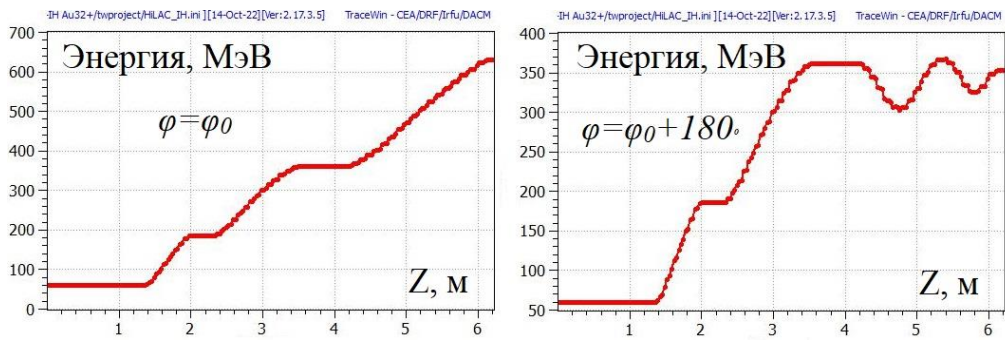 -IH Au32+/twproject/HiLAC_IH.ini ][14-Oct-22][Ver:2.17.3.5] TraceWin - CEA/DRF/Irfu/DACM
700
600
500
400
300
200
100
0
Энергия, МэВ
φ=φ0
Z, м
1 2 3 4 5 6
-IH Au32+/twproject/HiLAC_IH.ini ][14-Oct-22][Ver:2.17.3.5] TraceWin - CEA/DRF/Irfu/DACM
400
350
300
250
200
150
100
50
Энергия, МэВ
φ=φ0+180°
Z, м
1 2 3 4 5 6